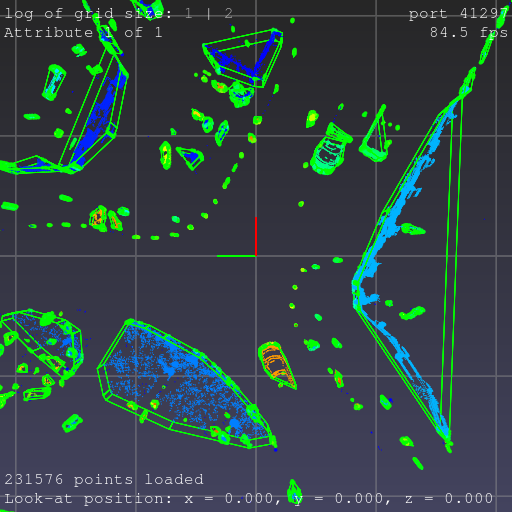 log of grid size: 1 | 2
port 41297
Attribute 1 of 1
84.5 fps
231576 points loaded
Look-at position: x = 0.000, y = 0.000, z = 0.000